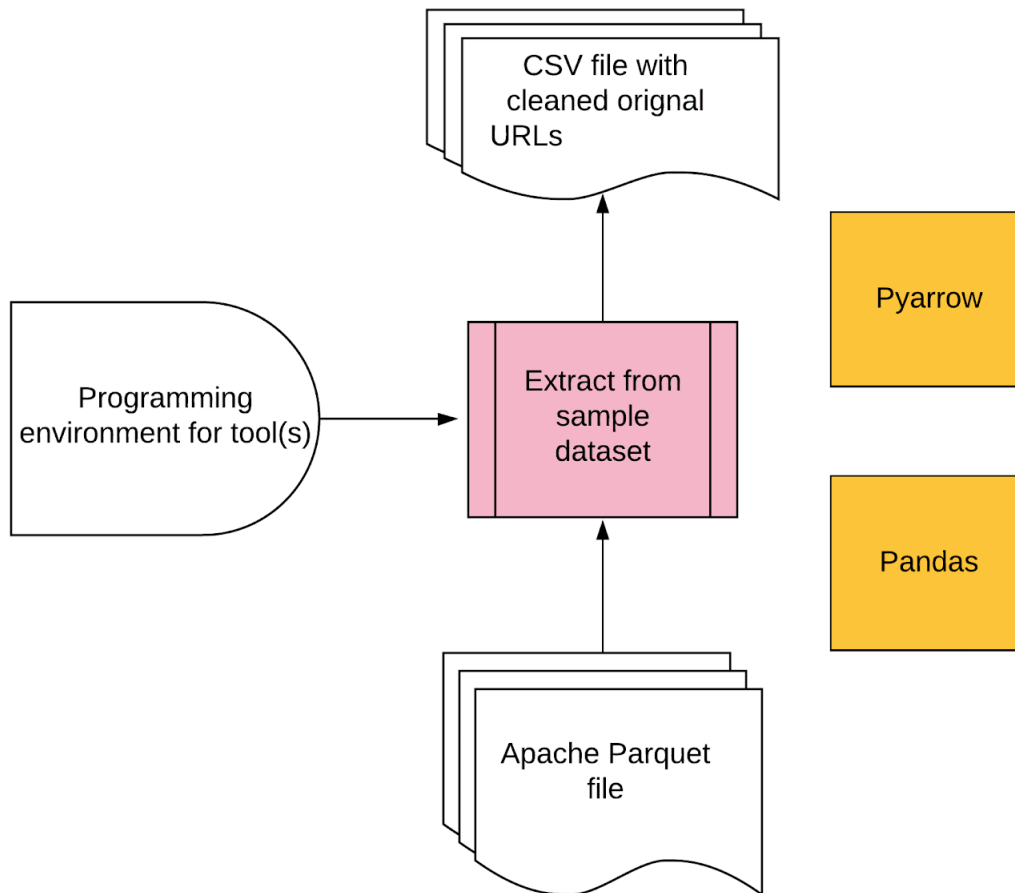 CSV file with
cleaned orignal
URLs
Pyarrow
Programming
environment for tool(s)
Extract from
sample
dataset
Pandas
Apache Parquet
file